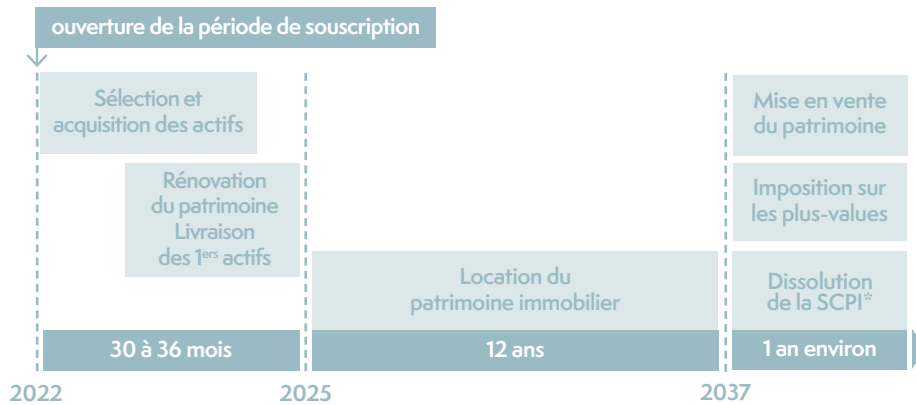 ouverture de la période de souscription
Sélection et
acquisition des actifs
Rénovation
du patrimoine
Livraison
des 1ers actifs
Location du
patrimoine immobilier
Mise en vente
du patrimoine
Imposition sur
les plus-values
Dissolution
de la SCPI*
30 à 36 mois
12 ans
1 an environ
2022
2025
2037